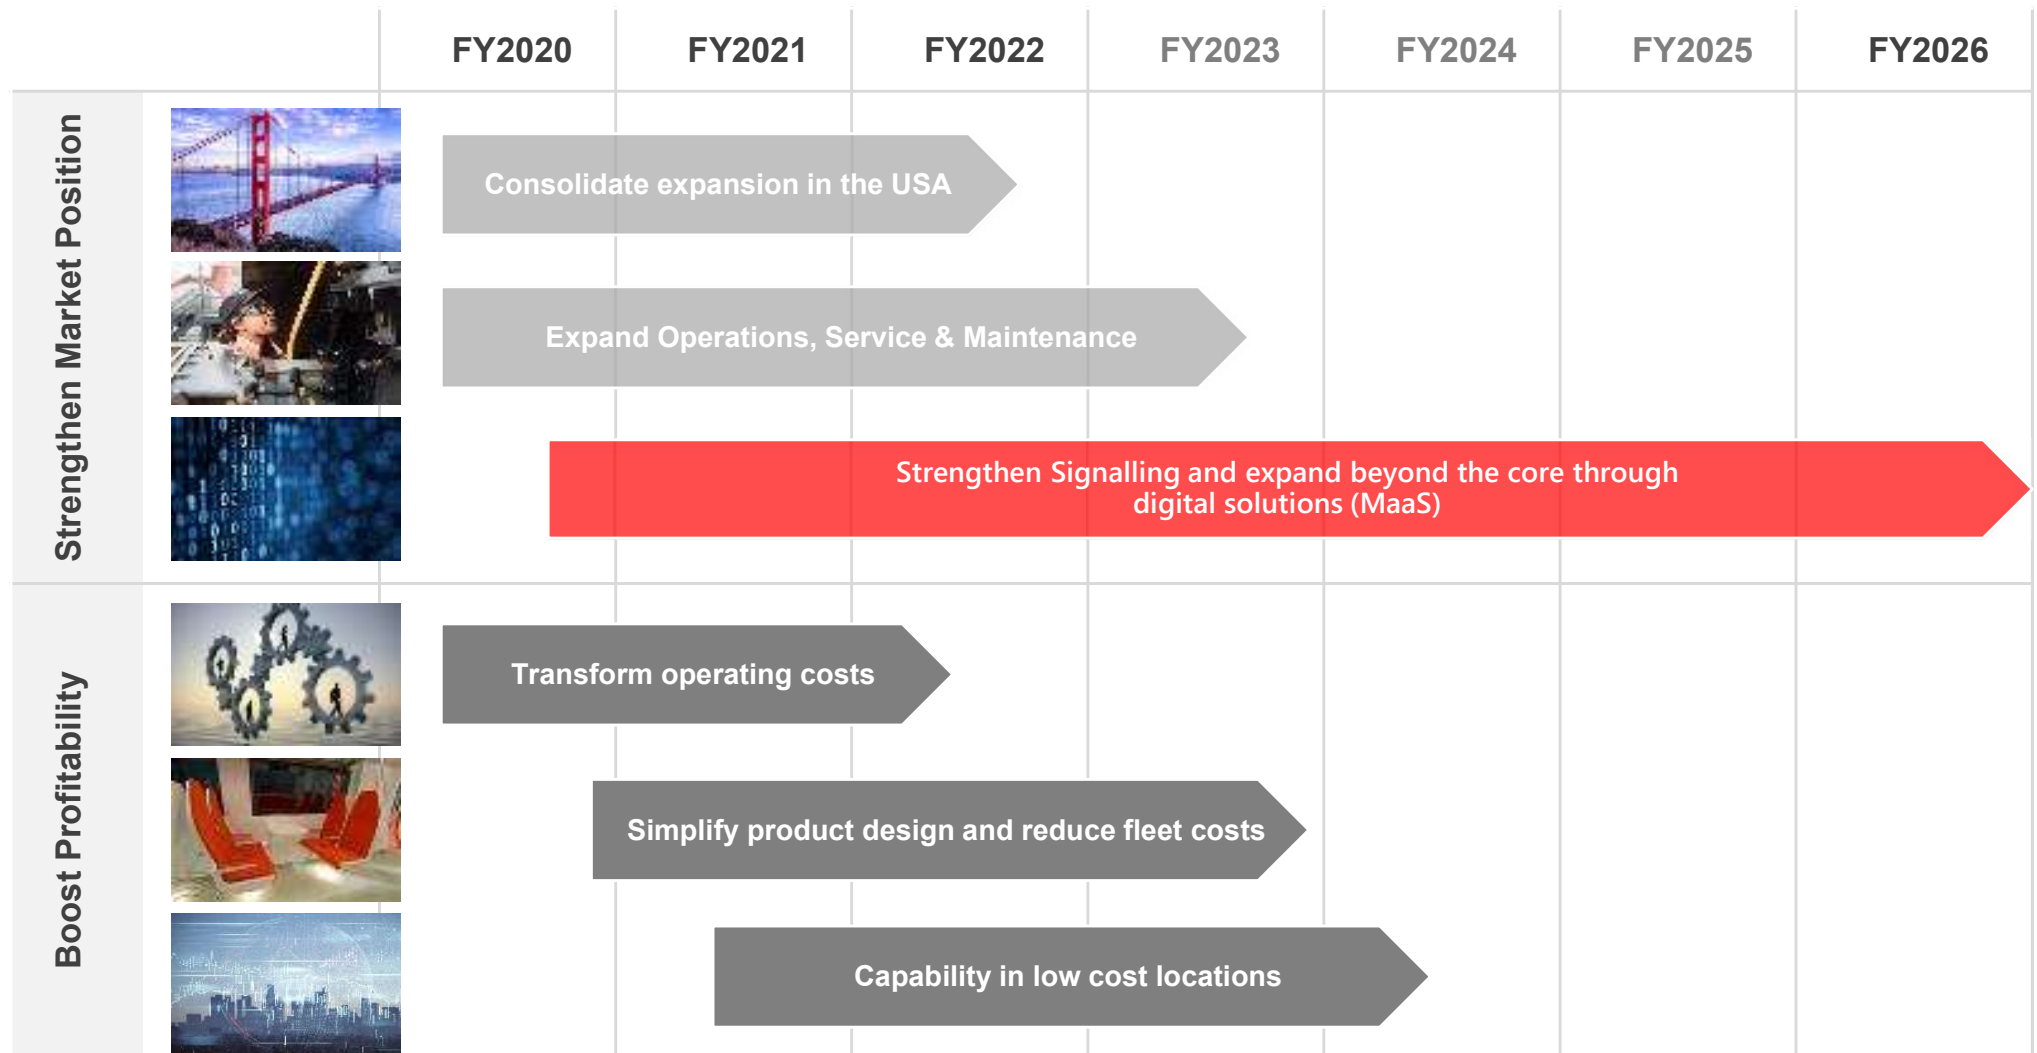 FY2020 FY2021 FY2022 FY2023 FY2024 FY2025 FY2026
Strengthen Market Position
Consolidate expansion in the USA
Expand Operations, Service & Maintenance
Strengthen Signalling and expand beyond the core through
digital solutions (MaaS)
Boost Profitability
Transform operating costs
Simplify product design and reduce fleet costs
Capability in low cost locations